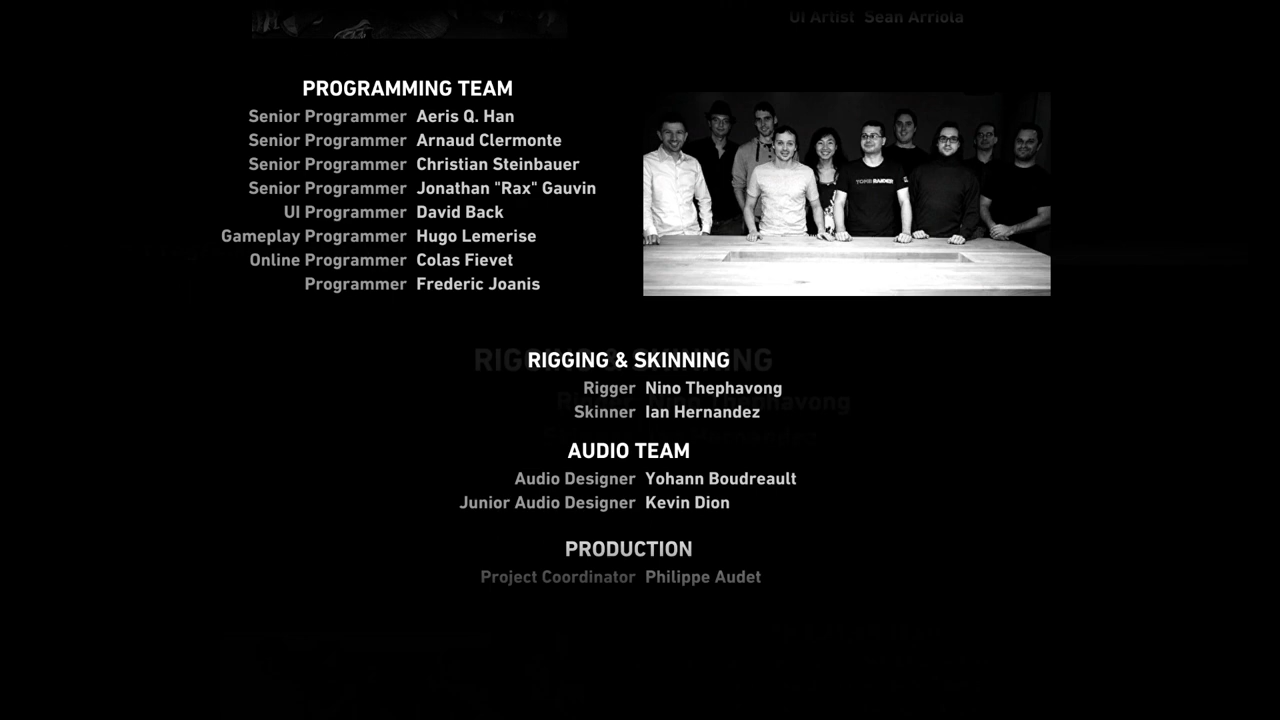 UI Artist Sean Arriola
PROGRAMMING TEAM
Senior Programmer Aeris Q. Han
Senior Programmer Arnaud Clermonte
Senior Programmer Christian Steinbauer
Senior Programmer Jonathan "Rax" Gauvin
UI Programmer David Back
Gameplay Programmer Hugo Lemerise
Online Programmer Colas Fievet
Programmer Frederic Joanis
TOMB RAIDER
RIGGING & SKINNING
Rigger Nino Thephavong
Skinner Ian Hernandez
AUDIO TEAM
Audio Designer Yohann Boudreault
Junior Audio Designer Kevin Dion
PRODUCTION
Project Coordinator Philippe Audet